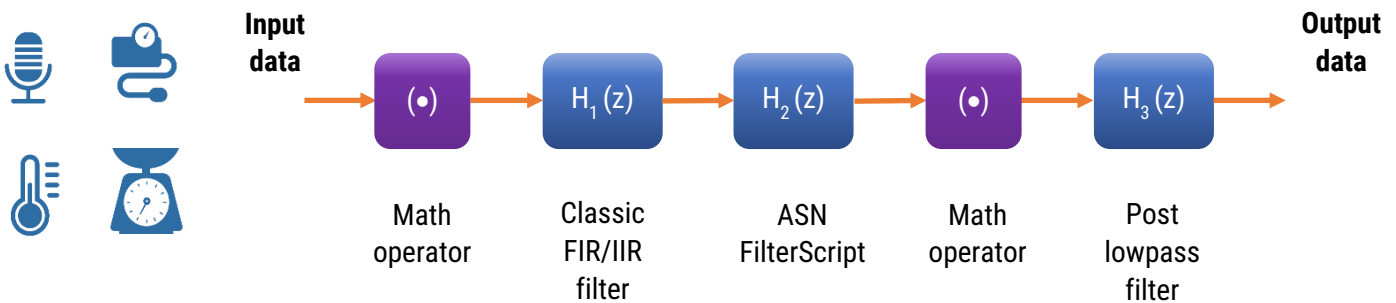 Input
data
Output
data
(●)
H₁(z)
H₂(z)
(●)
H₃(z)
Math
operator
Classic
FIR/IIR
filter
ASN
FilterScript
Math
operator
Post
lowpass
filter